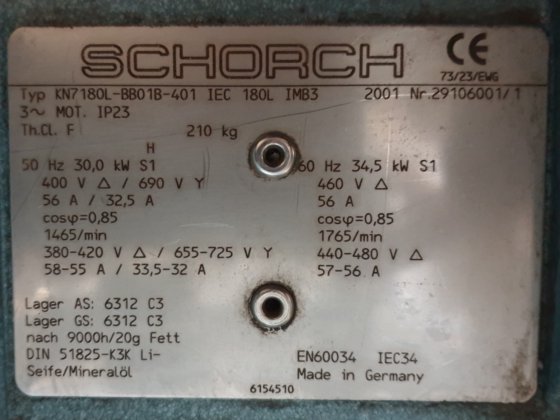 SCHORCH
CE
73/23/EWG
Typ KN7180L-BB01B-401 IEC 180L IMB3 2001 Nr.29106001/1
3~ MOT. IP23
Th.Cl. F 210 kg
H
50 Hz 30,0 kW S1 60 Hz 34,5 kW S1
400 V △ / 690 V Y 460 V △
56 A / 32,5 A 56 A
cosφ=0,85 cosφ=0,85
1465/min 1765/min
380-420 V △ / 655-725 V Y 440-480 V △
58-55 A / 33,5-32 A 57-56 A
Lager AS: 6312 C3
Lager GS: 6312 C3
nach 9000h/20g Fett
DIN 51825-K3K Li- EN60034 IEC34
Seife/Mineralöl Made in Germany
6154510